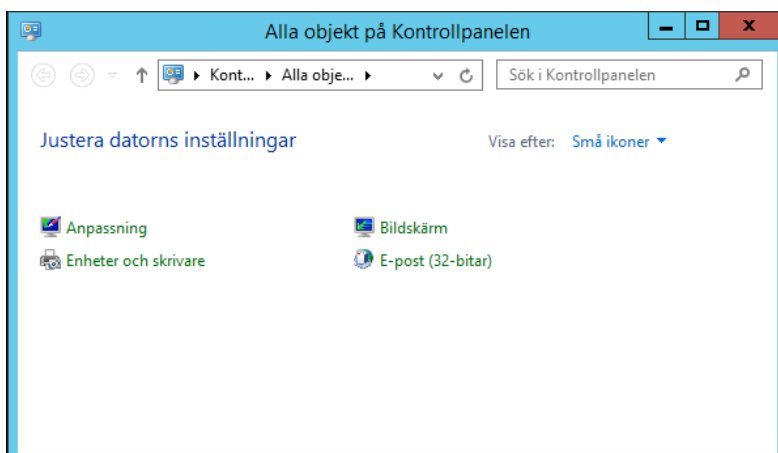 Alla objekt på Kontrollpanelen
Kont... Alla obje... Sök i Kontrollpanelen
Justera datorns inställningar Visa efter: Små ikoner
Anpassning Bildskärm
Enheter och skrivare E-post (32-bitar)